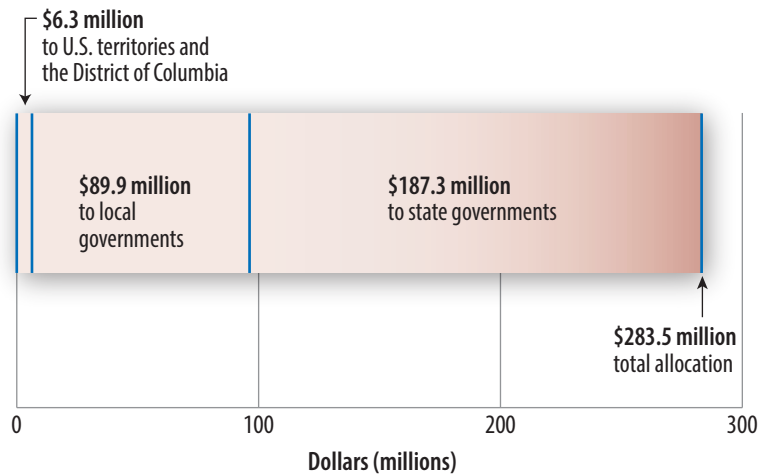 $6.3 million
to U.S. territories and
the District of Columbia
$89.9 million
to local
governments
$187.3 million
to state governments
$283.5 million
total allocation
0
100
200
300
Dollars (millions)